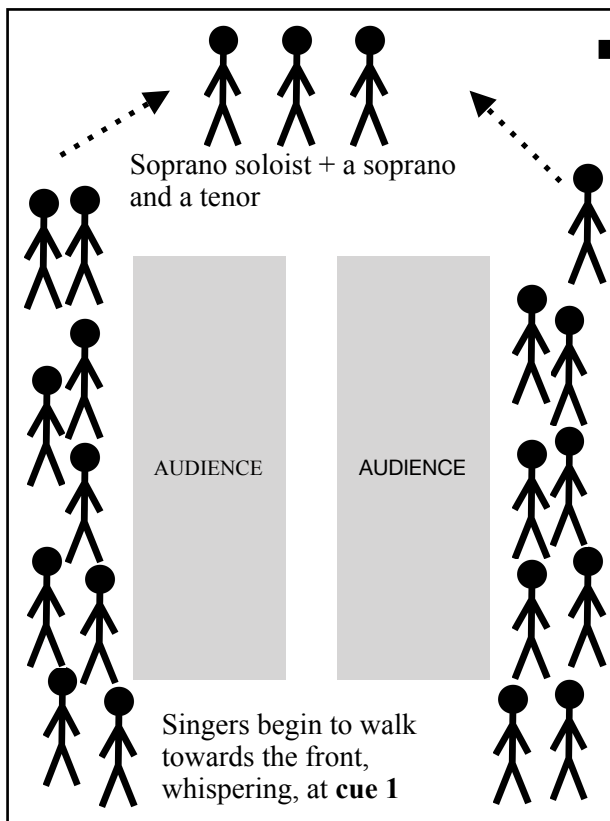 Soprano soloist + a soprano
and a tenor
AUDIENCE
AUDIENCE
Singers begin to walk
towards the front,
whispering, at cue 1